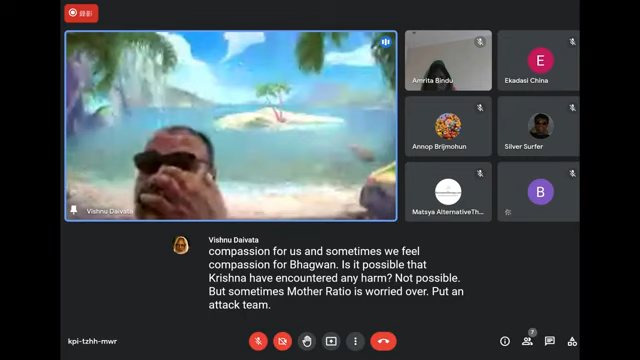 錄影
Vishnu Daivata
Amrita Bindu
Ekadasi China
E
Annop Brijmohun
Silver Surfer
Matsya AlternativeTh...
B
你
Vishnu Daivata
compassion for us and sometimes we feel
compassion for Bhagwan. Is it possible that
Krishna have encountered any harm? Not possible.
But sometimes Mother Ratio is worried over. Put an
attack team.
kpi-tzhh-mwr
7